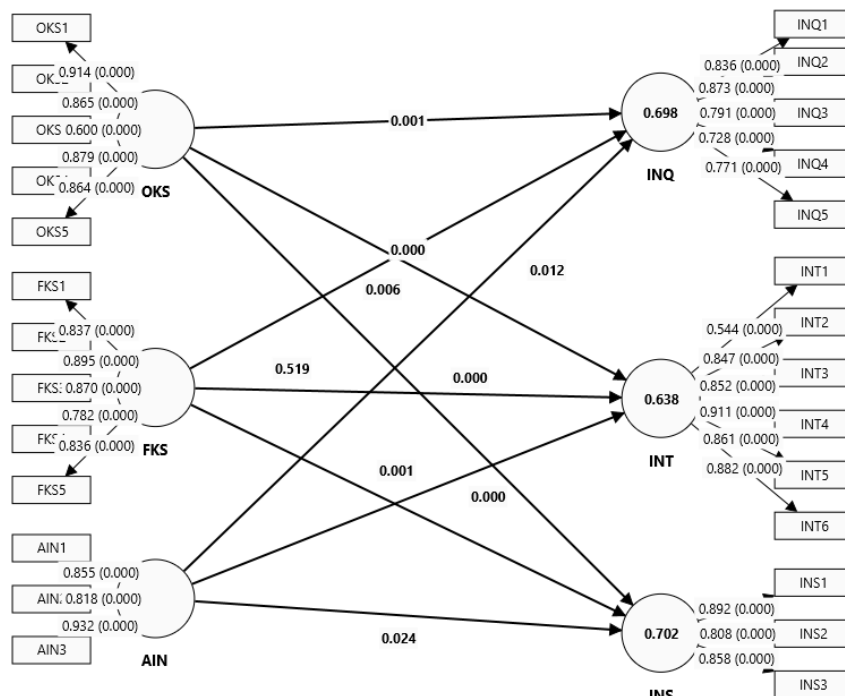 OKS1
0.914 (0.000)
0.865 (0.000)
OKS
0.600 (0.000)
0.879 (0.000)
0.864 (0.000)
OKS5
OKS
FKS1
0.837 (0.000)
0.895 (0.000)
0.870 (0.000)
0.782 (0.000)
0.836 (0.000)
FKS5
FKS
AIN1
0.855 (0.000)
0.818 (0.000)
0.932 (0.000)
AIN3
AIN
0.001
0.000
0.006
0.012
0.519
0.000
0.001
0.000
0.024
0.698
INQ
INQ1
0.836 (0.000)
INQ2
0.873 (0.000)
0.791 (0.000)
INQ3
0.728 (0.000)
INQ4
0.771 (0.000)
INQ5
0.638
INT
INT1
0.544 (0.000)
INT2
0.847 (0.000)
INT3
0.852 (0.000)
0.911 (0.000)
INT4
0.861 (0.000)
INT5
0.882 (0.000)
INT6
0.702
INS
INS1
0.892 (0.000)
0.808 (0.000)
INS2
0.858 (0.000)
INS3